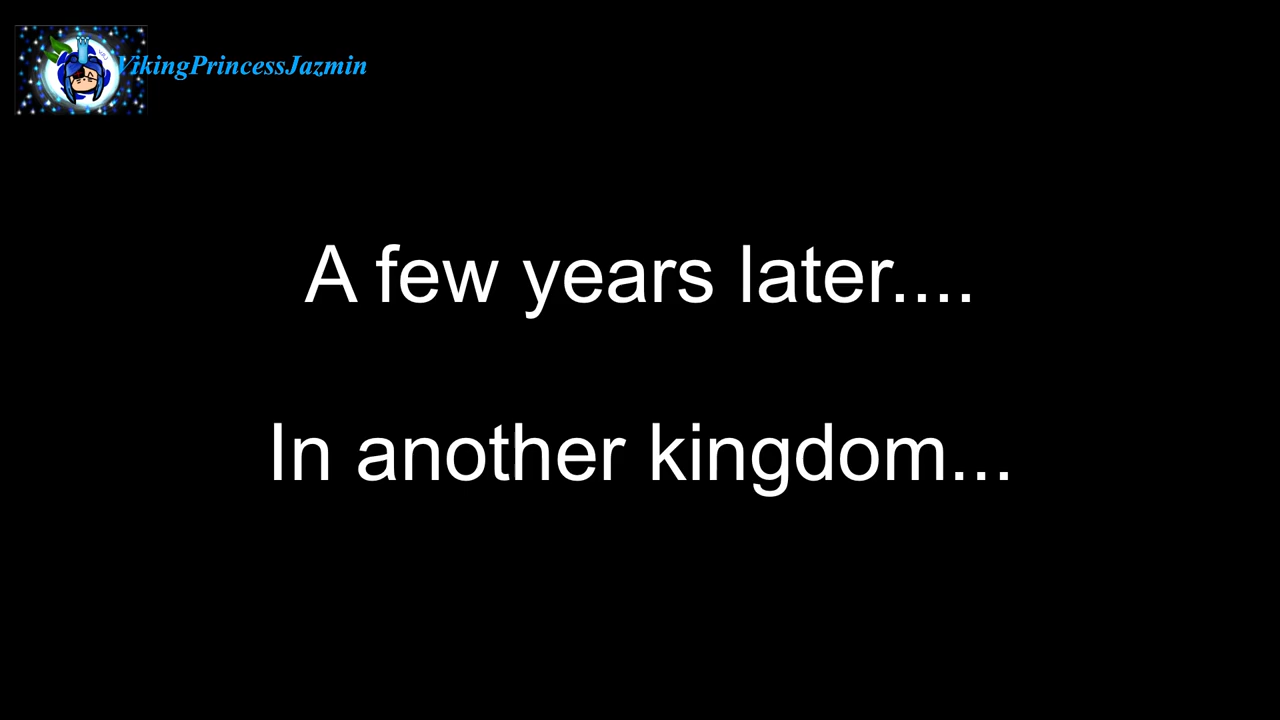 VikingPrincessJazmin
A few years later....
In another kingdom...